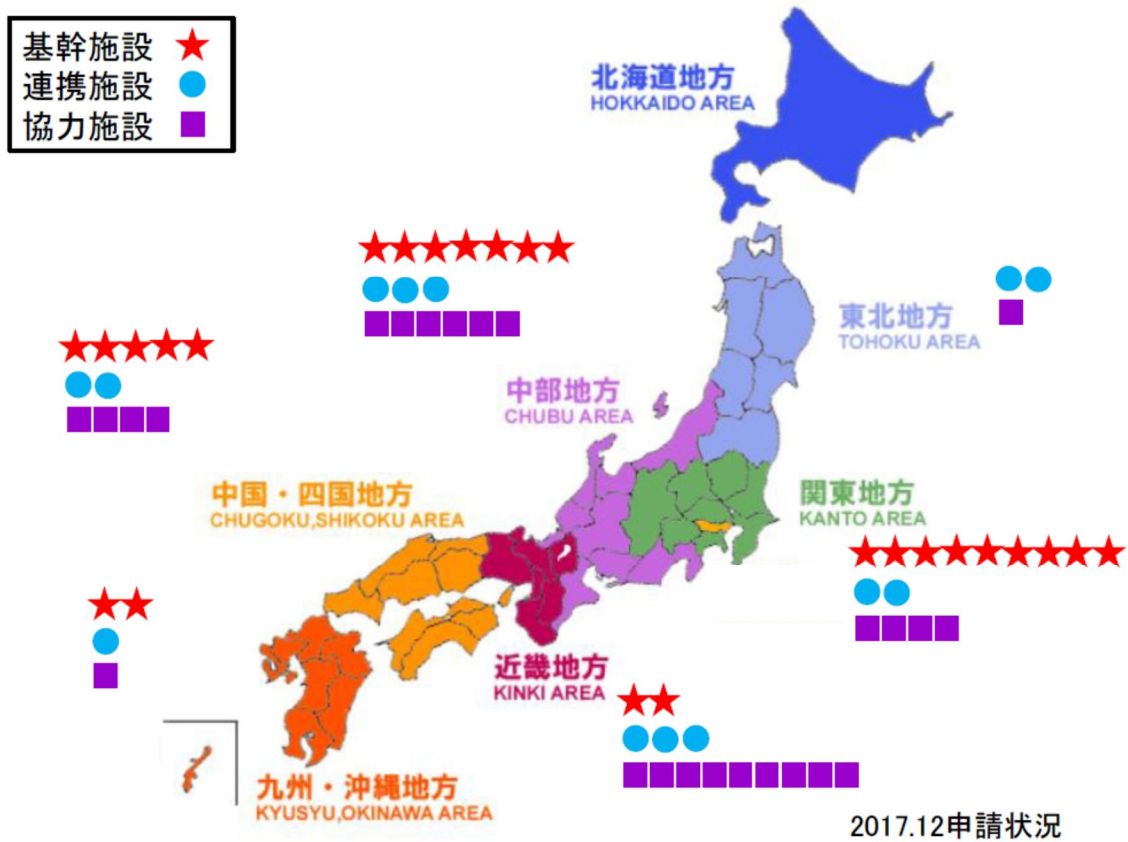 基幹施設
連携施設
協力施設
北海道地方
HOKKAIDO AREA
東北地方
TOHOKU AREA
中部地方
CHUBU AREA
中国・四国地方
CHUGOKU,SHIKOKU AREA
関東地方
KANTO AREA
近畿地方
KINKI AREA
九州・沖縄地方
KYUSYU,OKINAWA AREA
2017.12申請状況